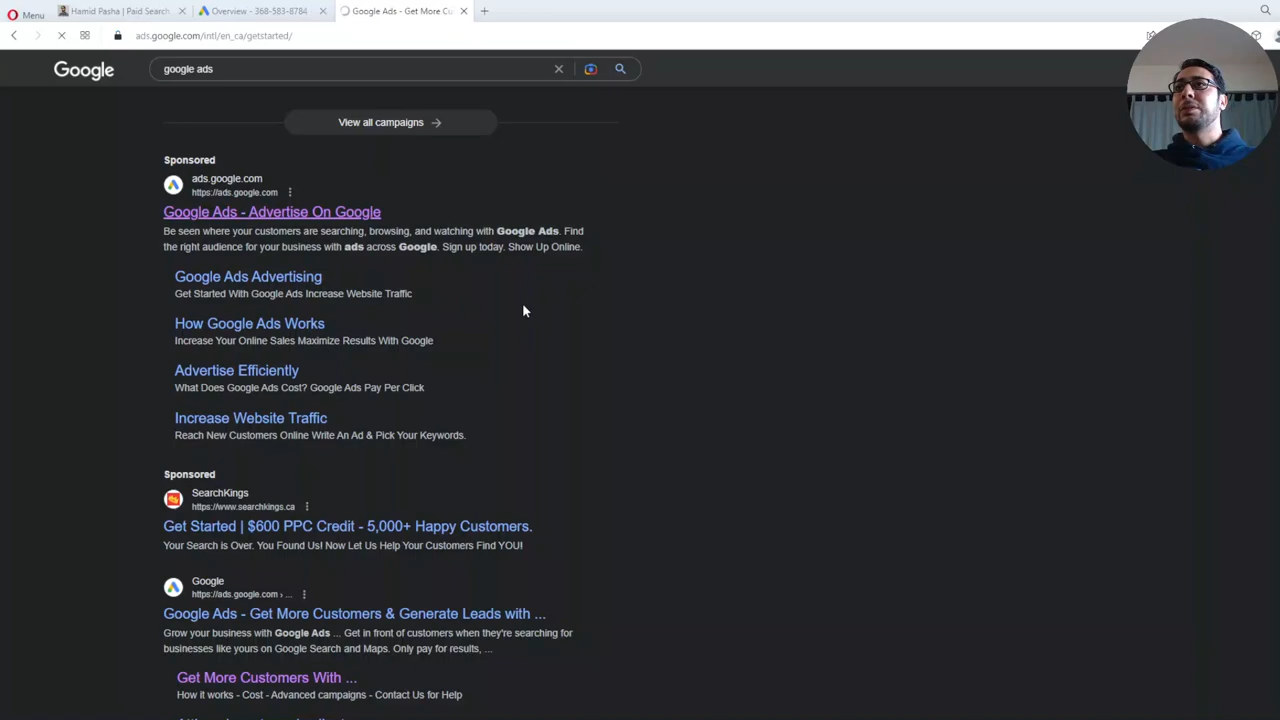 Menu
Hamid Pasha | Paid Search
Overview - 368-583-8784
Google Ads - Get More Cu
ads.google.com/intl/en_ca/getstarted/
Google
google ads
View all campaigns
Sponsored
ads.google.com
https://ads.google.com
Google Ads - Advertise On Google
Be seen where your customers are searching, browsing, and watching with Google Ads. Find
the right audience for your business with ads across Google. Sign up today. Show Up Online.
Google Ads Advertising
Get Started With Google Ads Increase Website Traffic
How Google Ads Works
Increase Your Online Sales Maximize Results With Google
Advertise Efficiently
What Does Google Ads Cost? Google Ads Pay Per Click
Increase Website Traffic
Reach New Customers Online Write An Ad & Pick Your Keywords.
Sponsored
SearchKings
https://www.searchkings.ca
Get Started | $600 PPC Credit - 5,000+ Happy Customers.
Your Search is Over. You Found Us! Now Let Us Help Your Customers Find YOU!
Google
https://ads.google.com › ...
Google Ads - Get More Customers & Generate Leads with ...
Grow your business with Google Ads ... Get in front of customers when they're searching for
businesses like yours on Google Search and Maps. Only pay for results, ...
Get More Customers With ...
How it works - Cost - Advanced campaigns - Contact Us for Help